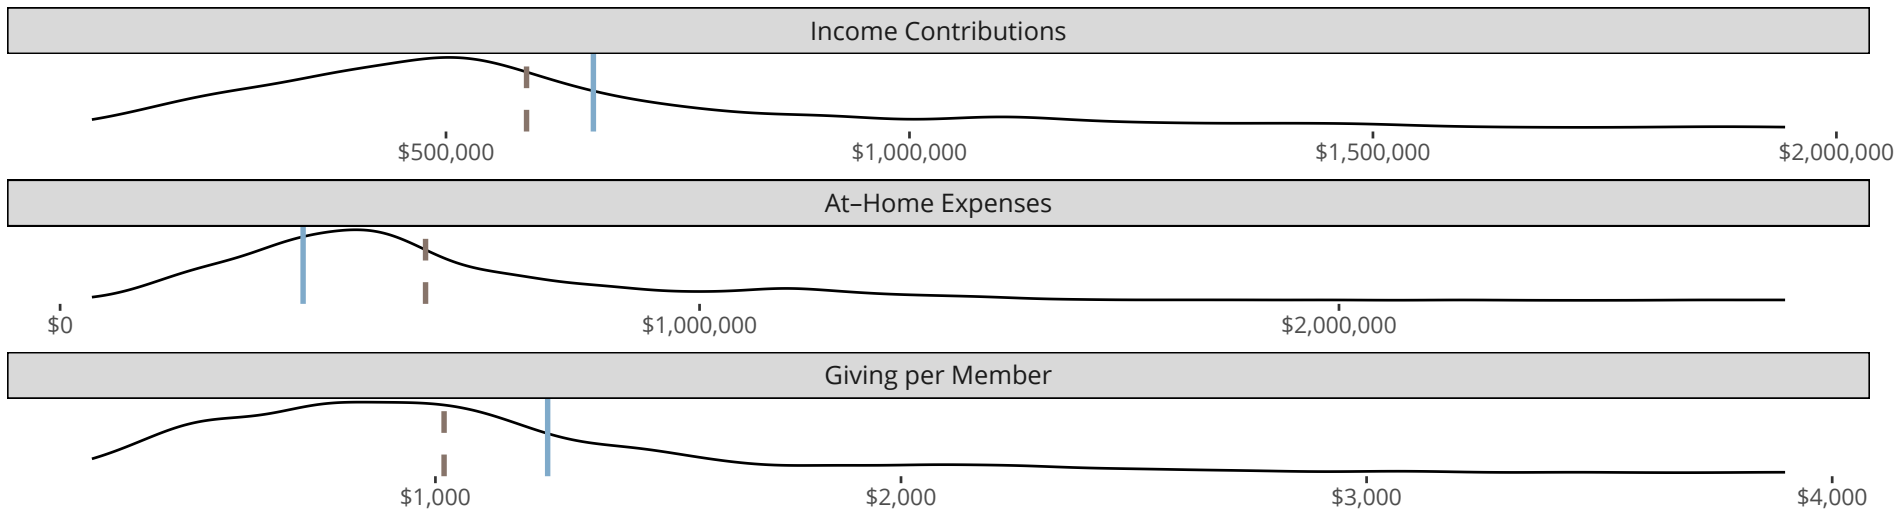 Income Contributions
$500,000 $1,000,000 $1,500,000 $2,000,000
At–Home Expenses
$0 $1,000,000 $2,000,000
Giving per Member
$1,000 $2,000 $3,000 $4,000